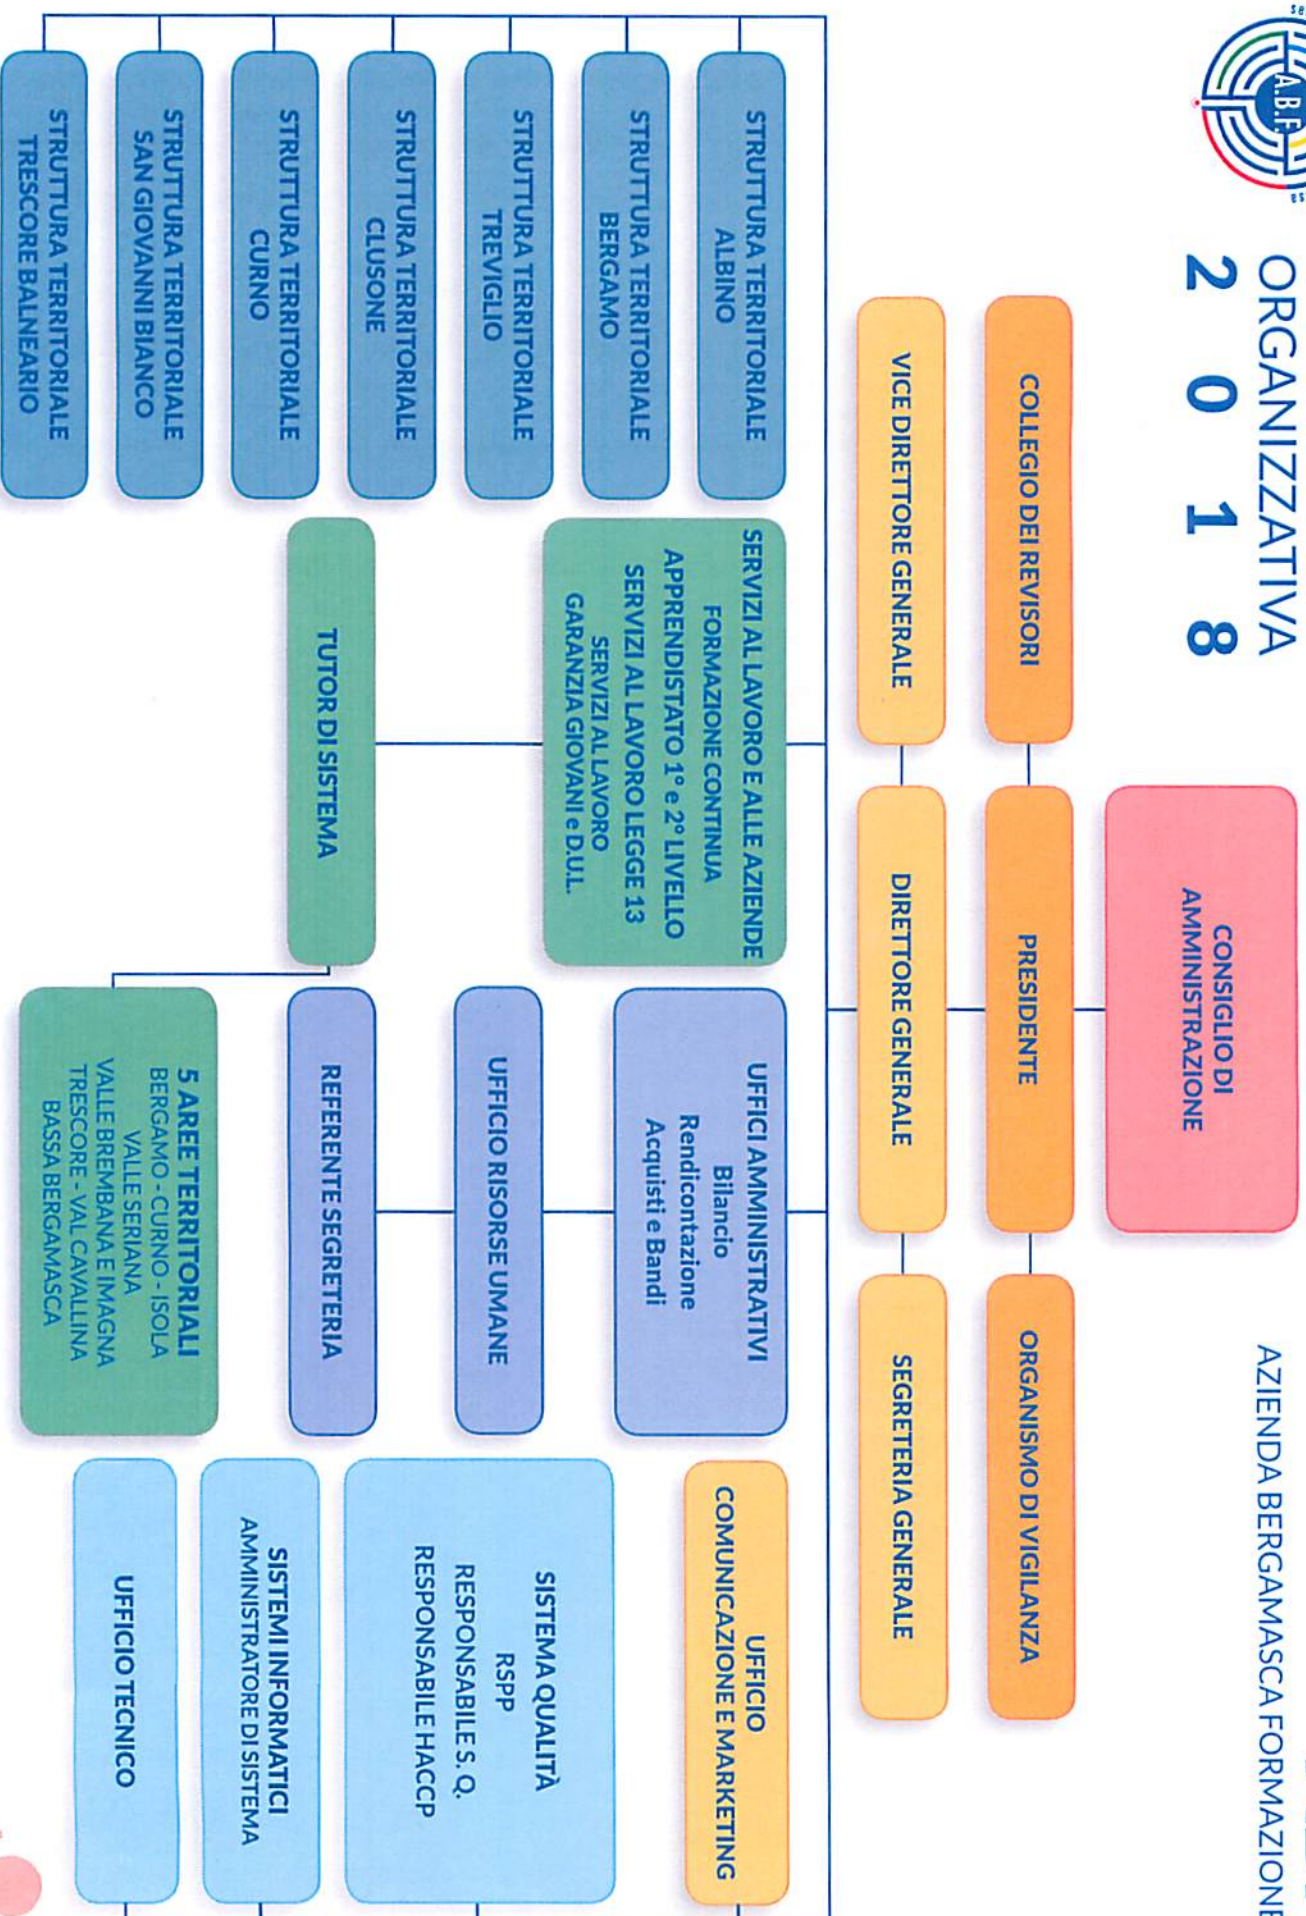 A.B.F.
ORGANIZZATIVA
2 0 1 8
AZIENDA BERGAMASCA FORMAZIONE
CONSIGLIO DI
AMMINISTRAZIONE
COLLEGIO DEI REVISORI
PRESIDENTE
ORGANISMO DI VIGILANZA
VICE DIRETTORE GENERALE
DIRETTORE GENERALE
SEGRETERIA GENERALE
STRUTTURA TERRITORIALE
ALBINO
STRUTTURA TERRITORIALE
BERGAMO
STRUTTURA TERRITORIALE
TREVIGLIO
STRUTTURA TERRITORIALE
CLUSONE
STRUTTURA TERRITORIALE
CURNO
STRUTTURA TERRITORIALE
SAN GIOVANNI BIANCO
STRUTTURA TERRITORIALE
TRESCORE BALNEARIO
SERVIZI AL LAVORO E ALLE AZIENDE
FORMAZIONE CONTINUA
APPRENDISTATO 1° e 2° LIVELLO
SERVIZI AL LAVORO LEGGE 13
SERVIZI AL LAVORO
GARANZIA GIOVANI e D.U.L.
TUTOR DI SISTEMA
UFFICI AMMINISTRATIVI
Bilancio
Rendicontazione
Acquisti e Bandi
UFFICIO RISORSE UMANE
REFERENTE SEGRETERIA
5 AREE TERRITORIALI
BERGAMO - CURNO - ISOLA
VALLE SERIANA
VALLE BREMBANA E IMAGNA
TRESCORE - VAL CAVALLINA
BASSA BERGAMASCA
UFFICIO
COMUNICAZIONE E MARKETING
SISTEMA QUALITÀ
RSPP
RESPONSABILE S. Q.
RESPONSABILE HACCP
SISTEMI INFORMATICI
AMMINISTRATORE DI SISTEMA
UFFICIO TECNICO